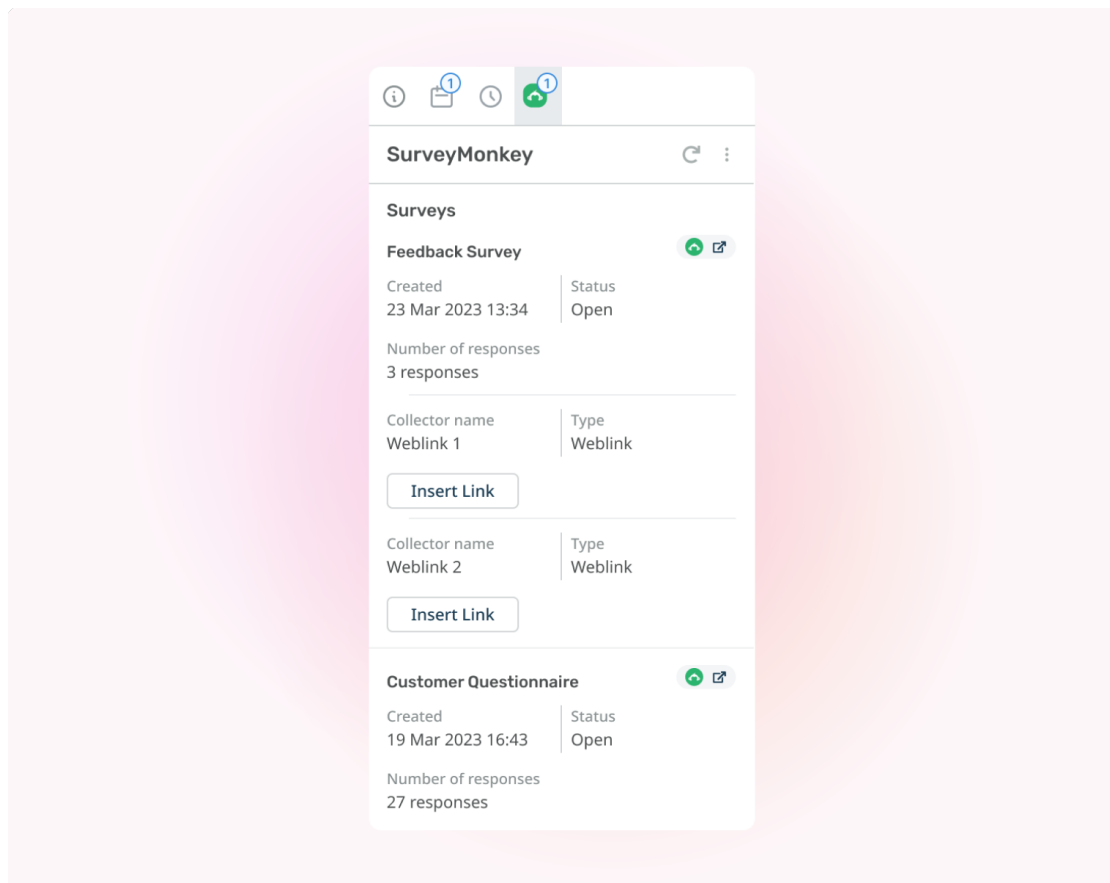 1
1
SurveyMonkey
Surveys
Feedback Survey
Created Status
23 Mar 2023 13:34 Open
Number of responses
3 responses
Collector name Type
Weblink 1 Weblink
Insert Link
Collector name Type
Weblink 2 Weblink
Insert Link
Customer Questionnaire
Created Status
19 Mar 2023 16:43 Open
Number of responses
27 responses